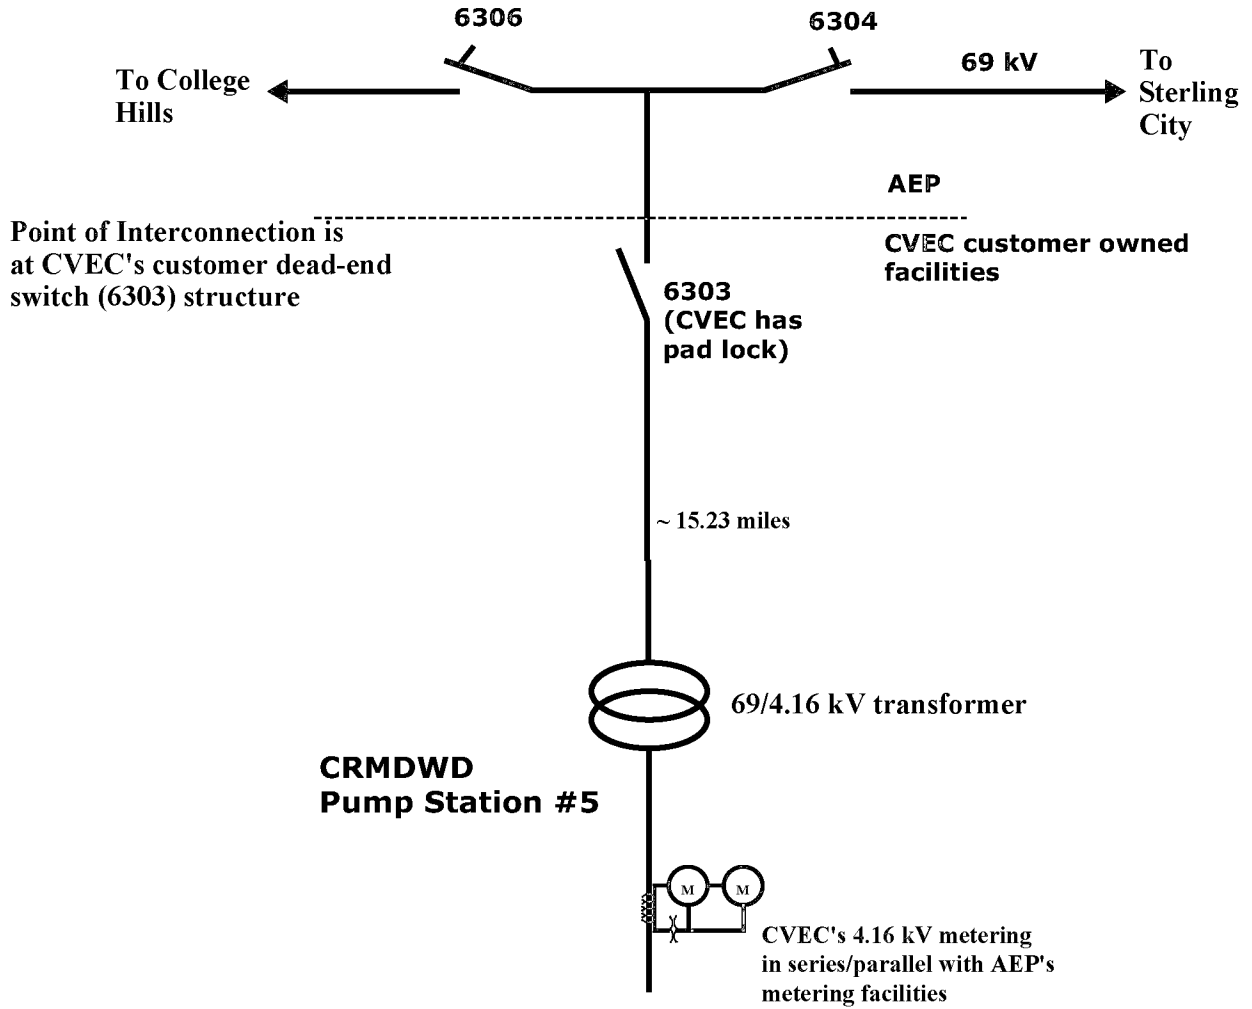 6306
6304
To College
Hills
69 kV
To
Sterling
City
AEP
Point of Interconnection is
at CVEC's customer dead-end
switch (6303) structure
CVEC customer owned
facilities
6303
(CVEC has
pad lock)
~ 15.23 miles
69/4.16 kV transformer
CRMDWD
Pump Station #5
M
M
CVEC's 4.16 kV metering
in series/parallel with AEP's
metering facilities